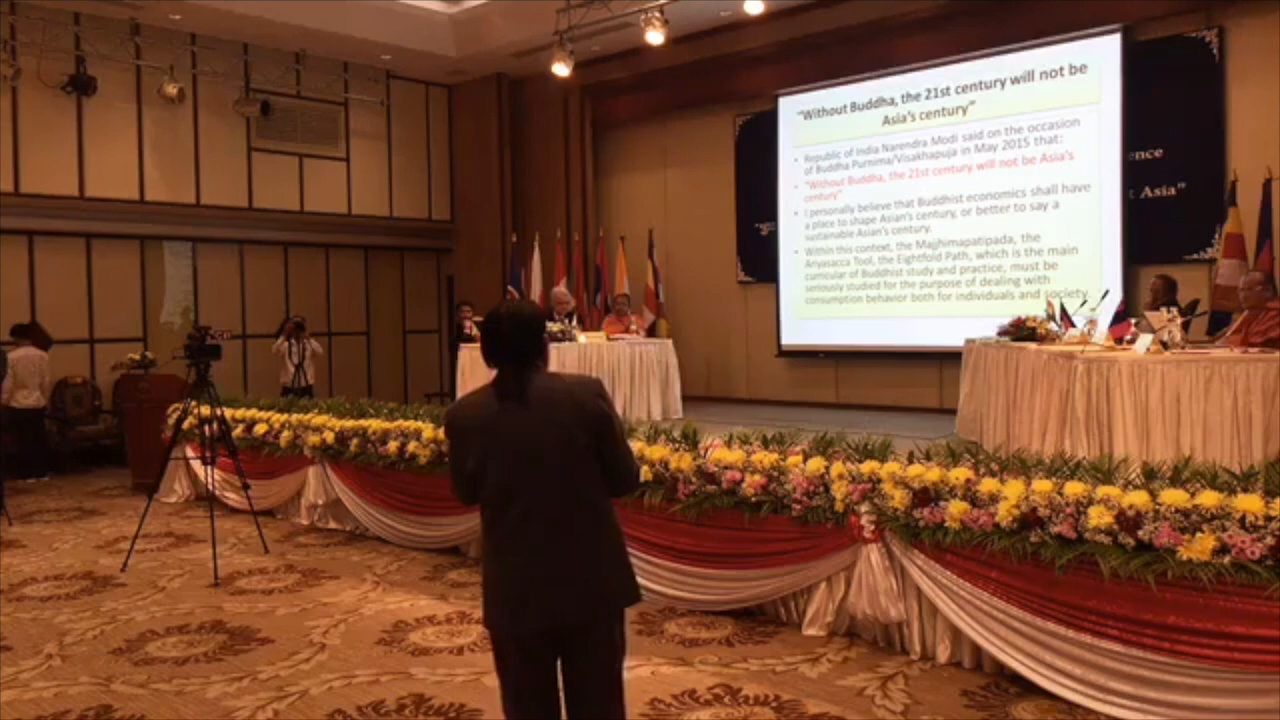 "Without Buddha, the 21st century will not be
Asia's century"
• Republic of India Narendra Modi said on the occasion
of Buddha Purnima/Visakhapuja in May 2015 that:
• "Without Buddha, the 21st century will not be Asia's
century"
• I personally believe that Buddhist economics shall have
a place to shape Asian's century, or better to say a
sustainable Asian's century.
• Within this context, the Majjhimapatipada, the
Ariyasacca Tool, the Eightfold Path, which is the main
curricular of Buddhist study and practice, must be
seriously studied for the purpose of dealing with
consumption behavior both for individuals and society
ence
t Asia"